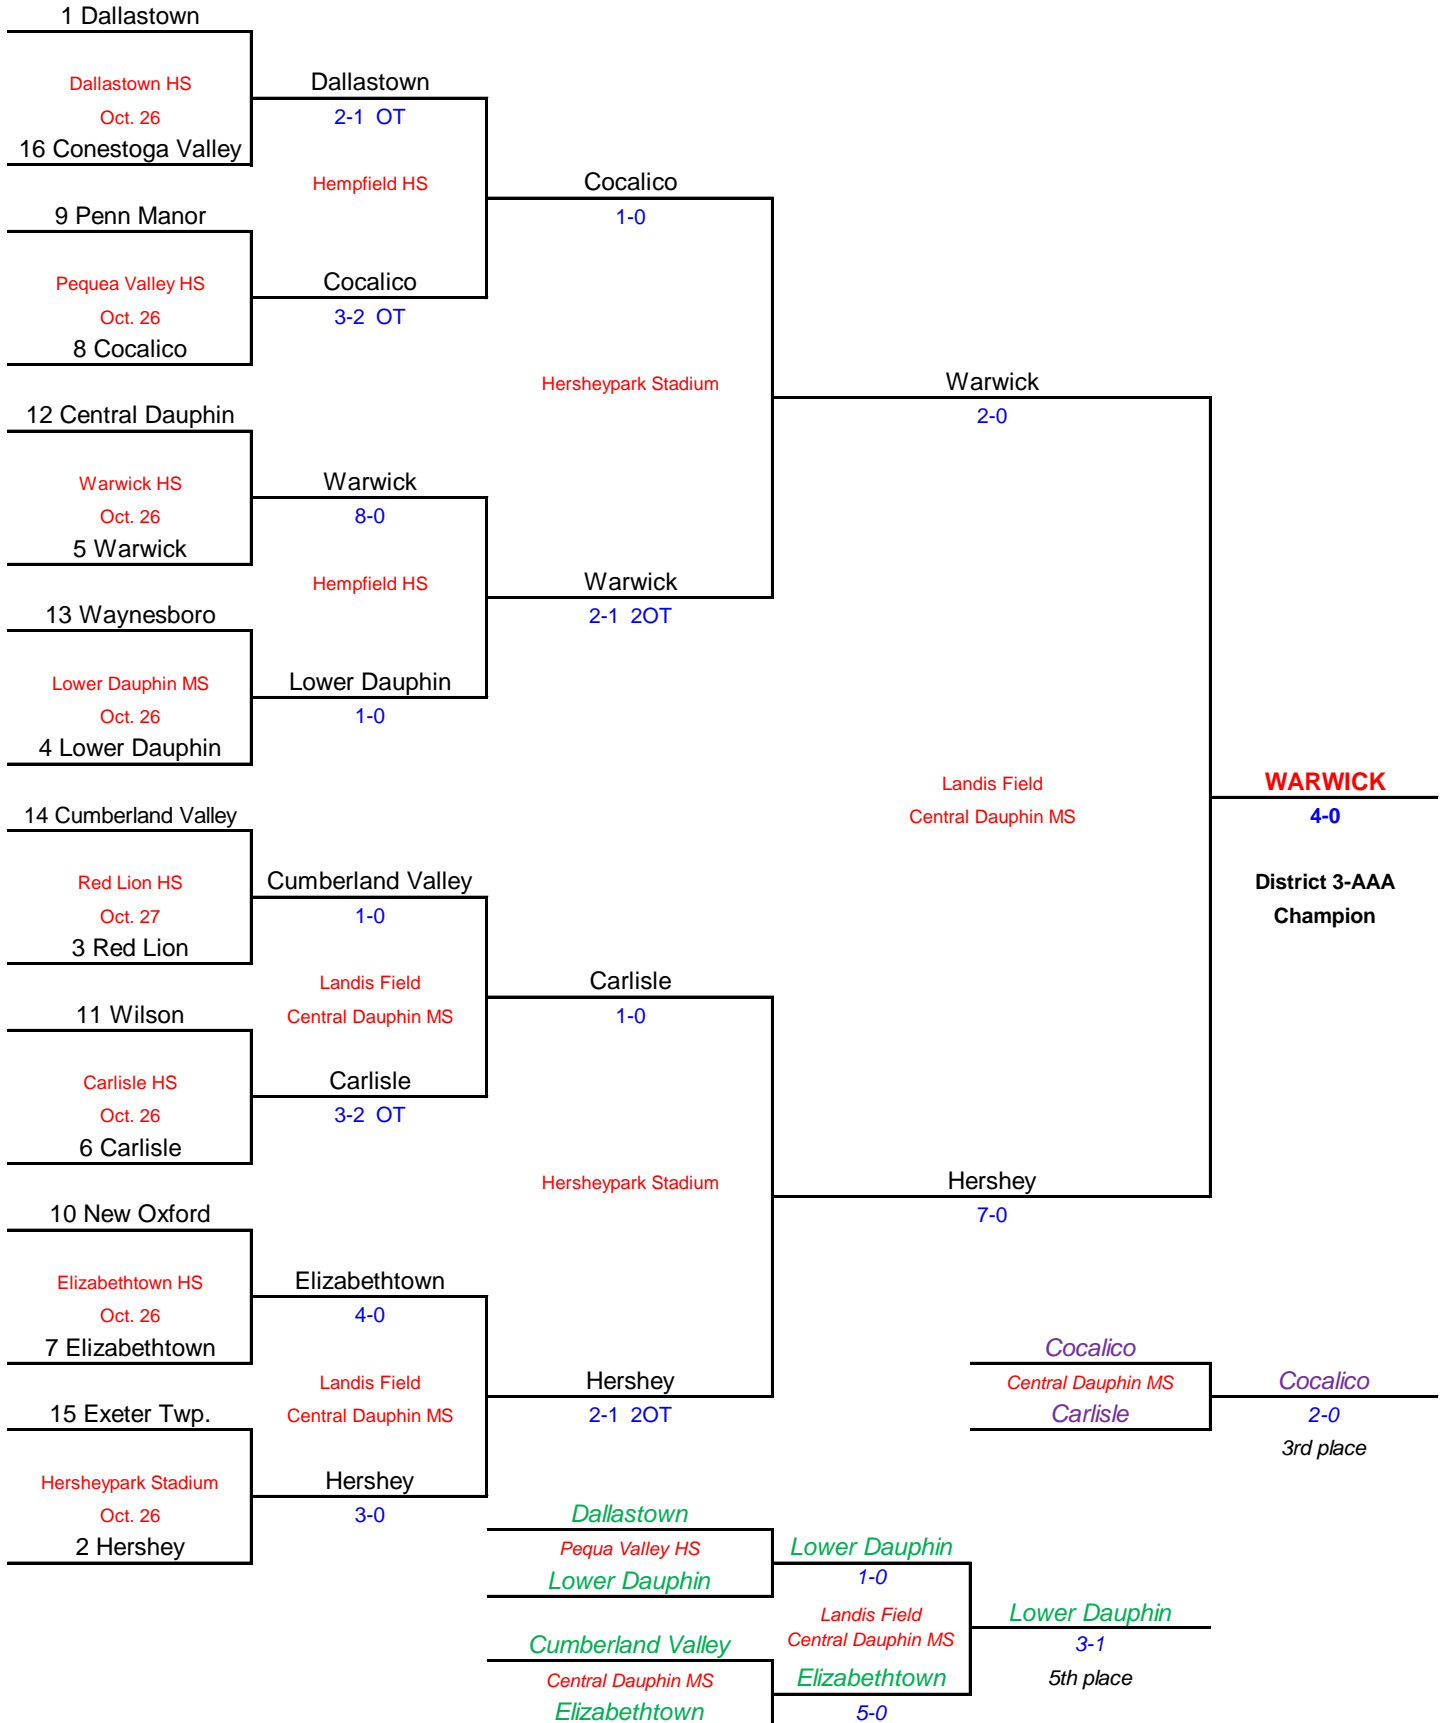 1 Dallastown
Dallastown HS
Oct. 26
16 Conestoga Valley
9 Penn Manor
Pequea Valley HS
Oct. 26
8 Cocalico
12 Central Dauphin
Warwick HS
Oct. 26
5 Warwick
13 Waynesboro
Lower Dauphin MS
Oct. 26
4 Lower Dauphin
14 Cumberland Valley
Red Lion HS
Oct. 27
3 Red Lion
11 Wilson
Carlisle HS
Oct. 26
6 Carlisle
10 New Oxford
Elizabethtown HS
Oct. 26
7 Elizabethtown
15 Exeter Twp.
Hersheypark Stadium
Oct. 26
2 Hershey
Dallastown
2-1 OT
Hempfield HS
Cocalico
3-2 OT
Warwick
8-0
Hempfield HS
Lower Dauphin
1-0
Cumberland Valley
1-0
Landis Field
Central Dauphin MS
Carlisle
3-2 OT
Elizabethtown
4-0
Landis Field
Central Dauphin MS
Hershey
3-0
Cocalico
1-0
Hersheypark Stadium
Warwick
2-1 2OT
Carlisle
1-0
Hersheypark Stadium
Hershey
2-1 2OT
Warwick
2-0
Landis Field
Central Dauphin MS
Hershey
7-0
WARWICK
4-0
District 3-AAA
Champion
Cocalico
Central Dauphin MS
Carlisle
Cocalico
2-0
3rd place
Dallastown
Pequa Valley HS
Lower Dauphin
Cumberland Valley
Central Dauphin MS
Elizabethtown
Lower Dauphin
1-0
Landis Field
Central Dauphin MS
Elizabethtown
5-0
Lower Dauphin
3-1
5th place